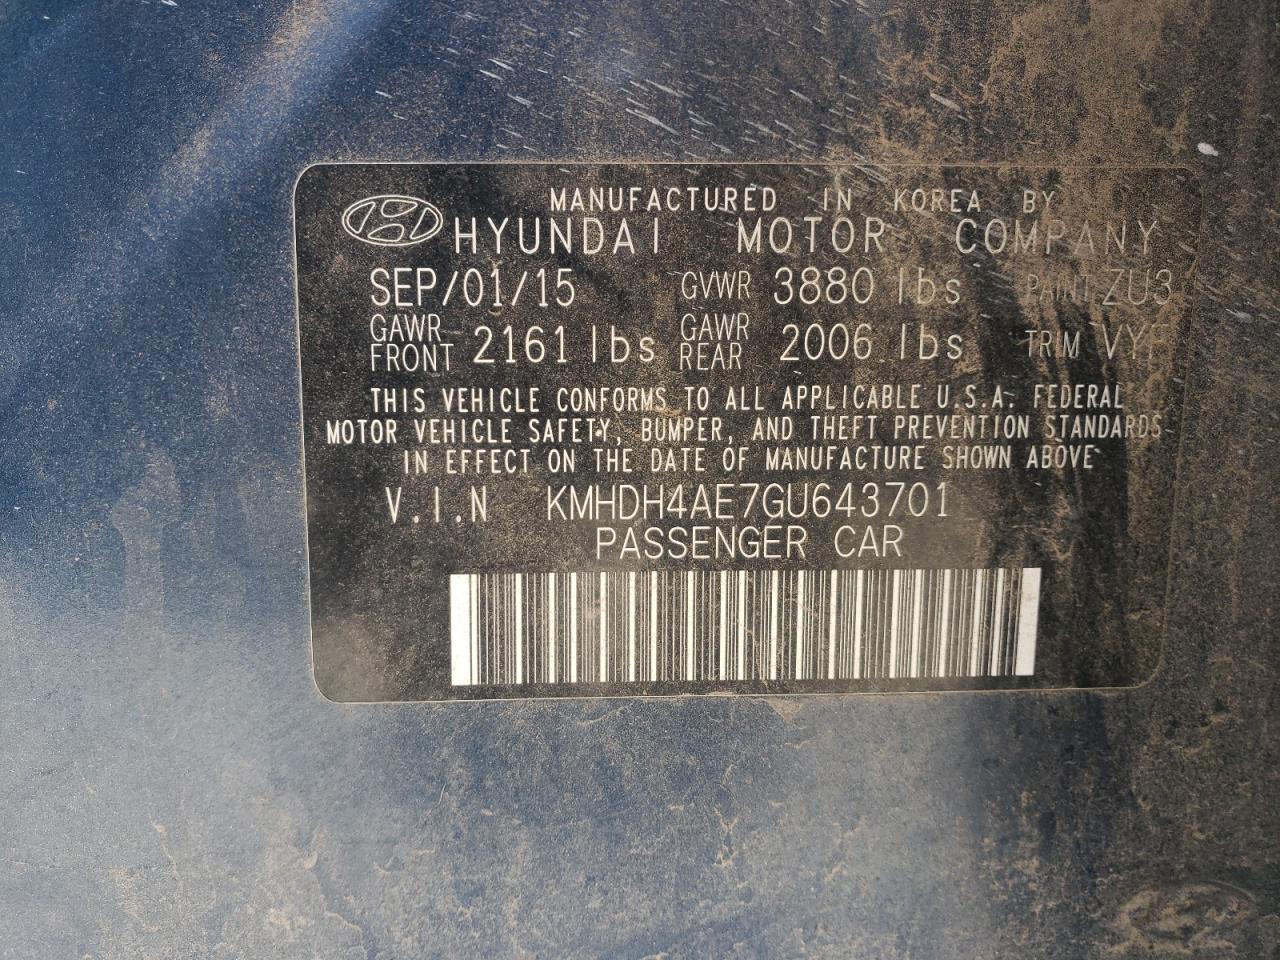 MANUFACTURED IN KOREA BY
HYUNDAI MOTOR COMPANY
SEP/01/15 GVWR 3880 lbs PAINT ZU3
GAWR FRONT 2161 lbs GAWR REAR 2006 lbs TRIM
THIS VEHICLE CONFORMS TO ALL APPLICABLE U.S.A. FEDERAL
MOTOR VEHICLE SAFETY, BUMPER, AND THEFT PREVENTION STANDARDS
IN EFFECT ON THE DATE OF MANUFACTURE SHOWN ABOVE
V.I.N KMHDH4AE7GU643701
PASSENGER CAR